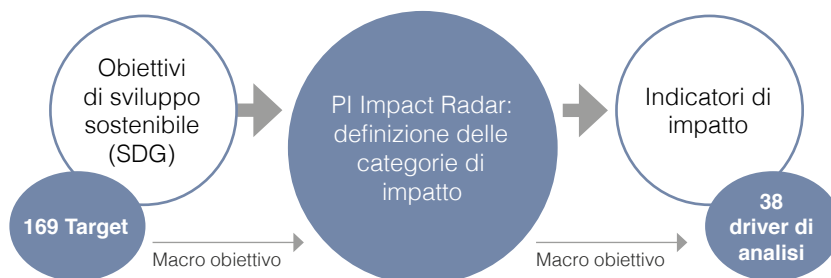 Obiettivi
di sviluppo
sostenibile
(SDG)
169 Target
Macro obiettivo
PI Impact Radar:
definizione delle
categorie di
impatto
Macro obiettivo
Indicatori di
impatto
38
driver di
analisi